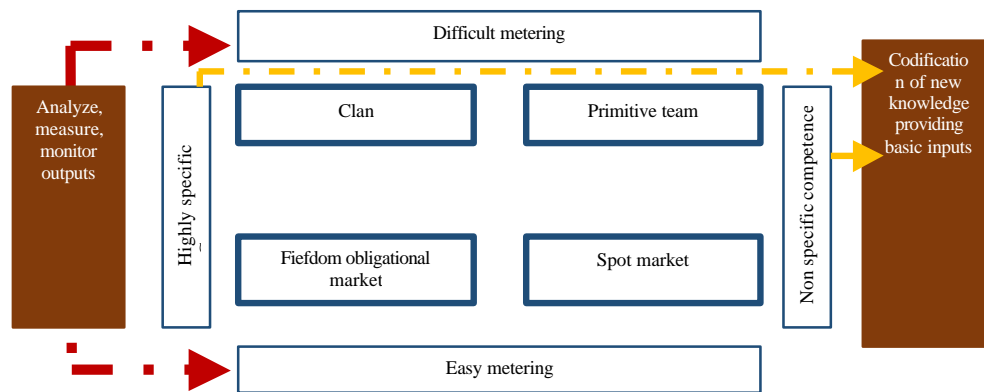 Difficult metering
Analyze,
measure,
monitor
outputs
Highly specific
Clan
Primitive team
Fiefdom obligational
market
Spot market
Non specific competence
Codificatio
n of new
knowledge
providing
basic inputs
Easy metering